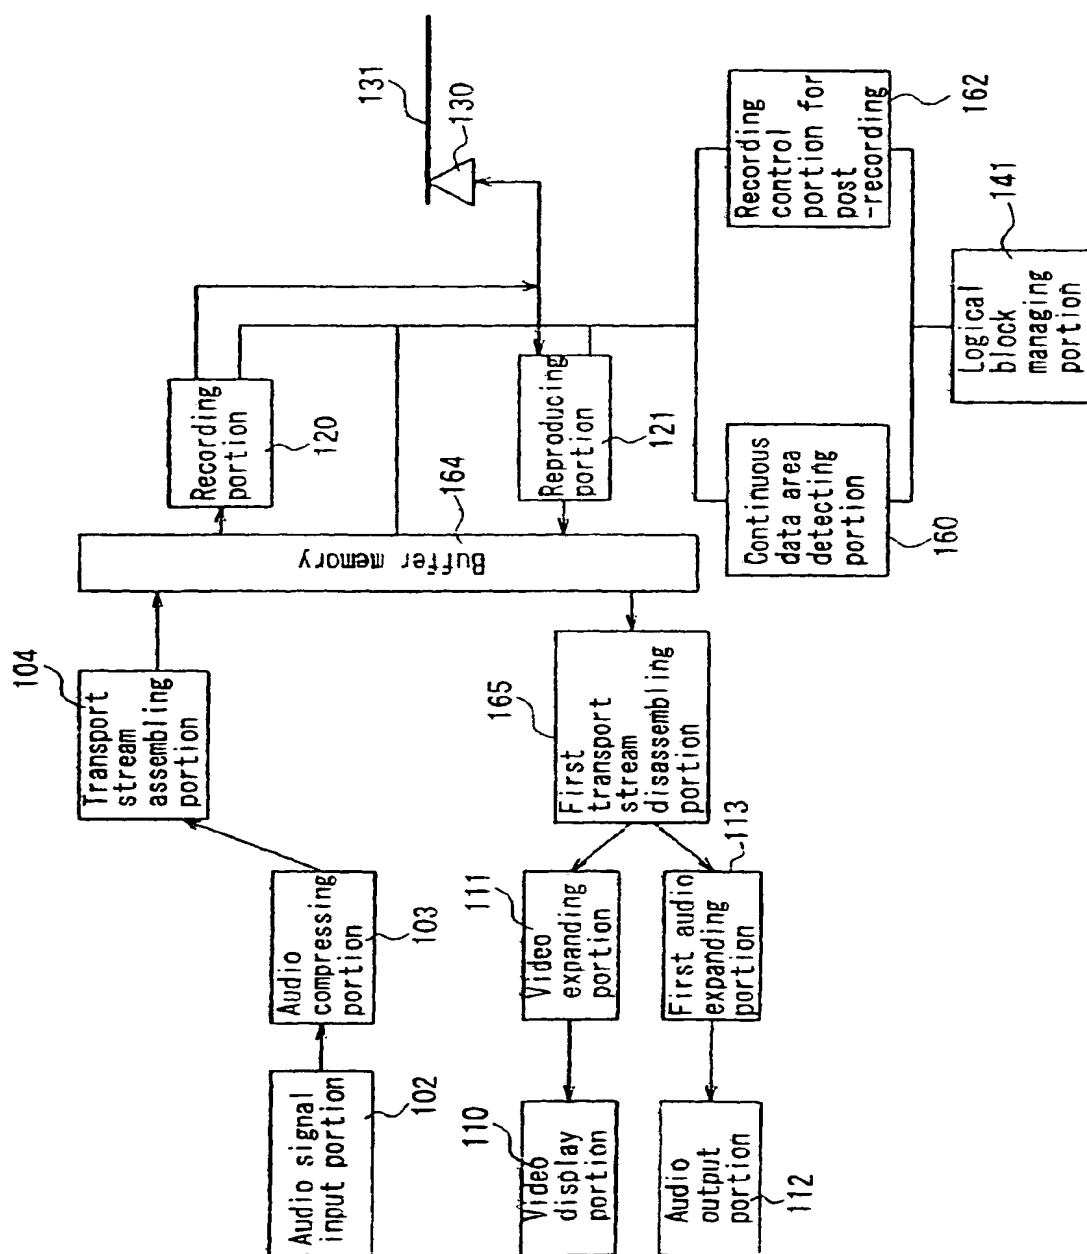 131
130
Recording
control
portion for
post
-recording
162
141
Logical
block
managing
portion
Recording
portion
120
Reproducing
portion
121
164
Buffer memory
Continuous
data area
detecting
portion
160
104
Transport
stream
assembling
portion
First
transport
stream
disassembling
portion
165
Audio
compressing
portion
103
111
Video
expanding
portion
First audio
expanding
portion
113
Audio signal
input portion
102
110
Video
display
portion
Audio
output
portion
112